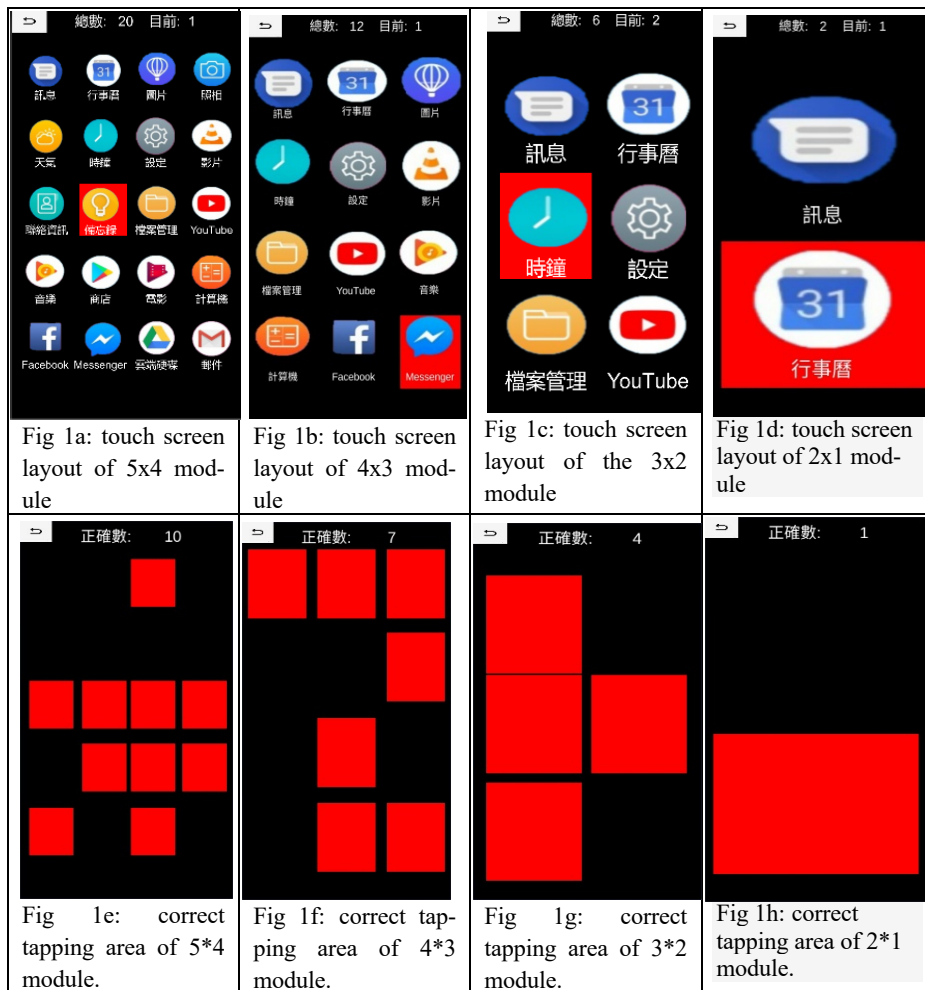 總數: 20 目前: 1
訊息 行事曆 圖片 照相
天氣 時鐘 設定 影片
聯絡資訊 備忘錄 檔案管理 YouTube
音樂 商店 電影 計算機
Facebook Messenger 雲端硬碟 郵件
Fig 1a: touch screen
layout of 5x4 mod-
ule
總數: 12 目前: 1
訊息 行事曆 圖片
時鐘 設定 影片
檔案管理 YouTube 音樂
計算機 Facebook Messenger
Fig 1b: touch screen
layout of 4x3 mod-
ule
總數: 6 目前: 2
31
訊息 行事曆
時鐘 設定
檔案管理 YouTube
Fig 1c: touch screen
layout of the 3x2
module
總數: 2 目前: 1
訊息
31
行事曆
Fig 1d: touch screen
layout of 2x1 mod-
ule
正確數: 10
Fig 1e: correct
tapping area of 5*4
module.
正確數: 7
Fig 1f: correct tap-
ping area of 4*3
module.
正確數: 4
Fig 1g: correct
tapping area of 3*2
module.
正確數: 1
Fig 1h: correct
tapping area of 2*1
module.